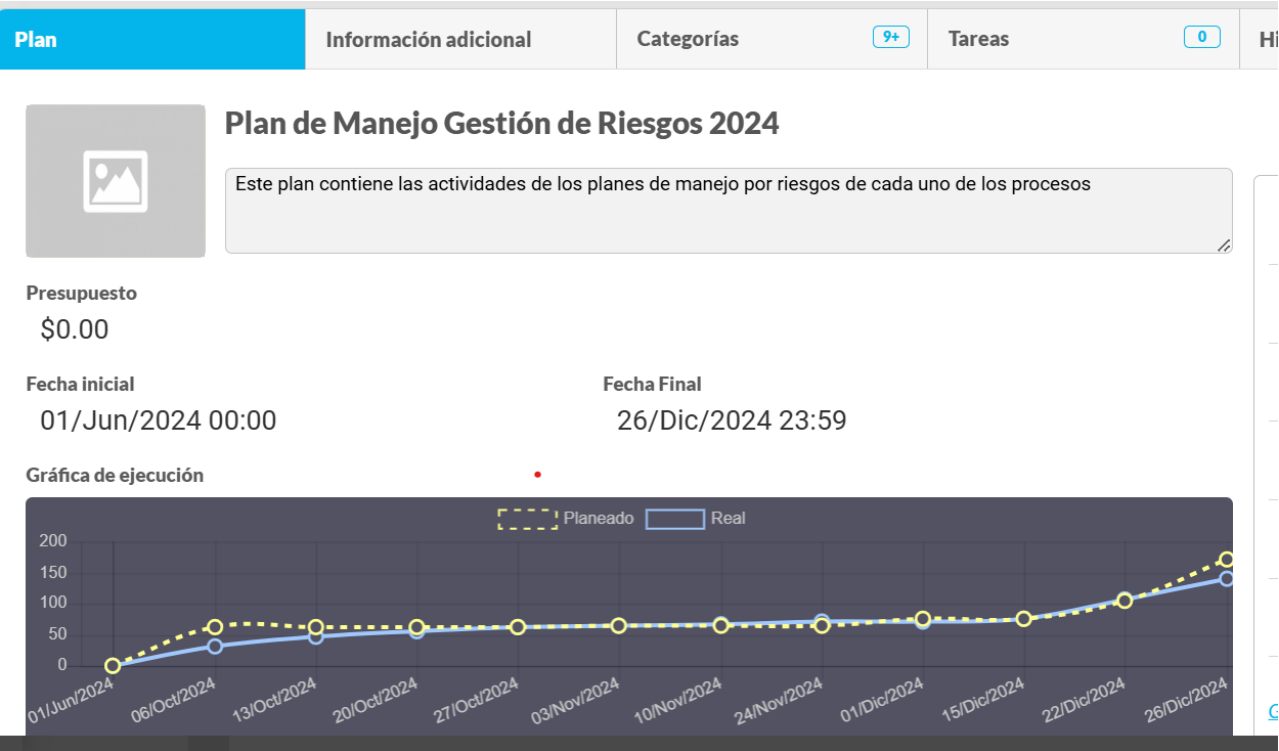 Plan
Información adicional
Categorías
9+
Tareas
0
Plan de Manejo Gestión de Riesgos 2024
Este plan contiene las actividades de los planes de manejo por riesgos de cada uno de los procesos
Presupuesto
$0.00
Fecha inicial
Fecha Final
01/Jun/2024 00:00
26/Dic/2024 23:59
Gráfica de ejecución
Planeado
Real
200
150
100
50
0
01/Jun/2024
06/Oct/2024
13/Oct/2024
20/Oct/2024
27/Oct/2024
03/Nov/2024
10/Nov/2024
24/Nov/2024
01/Dic/2024
15/Dic/2024
22/Dic/2024
26/Dic/2024